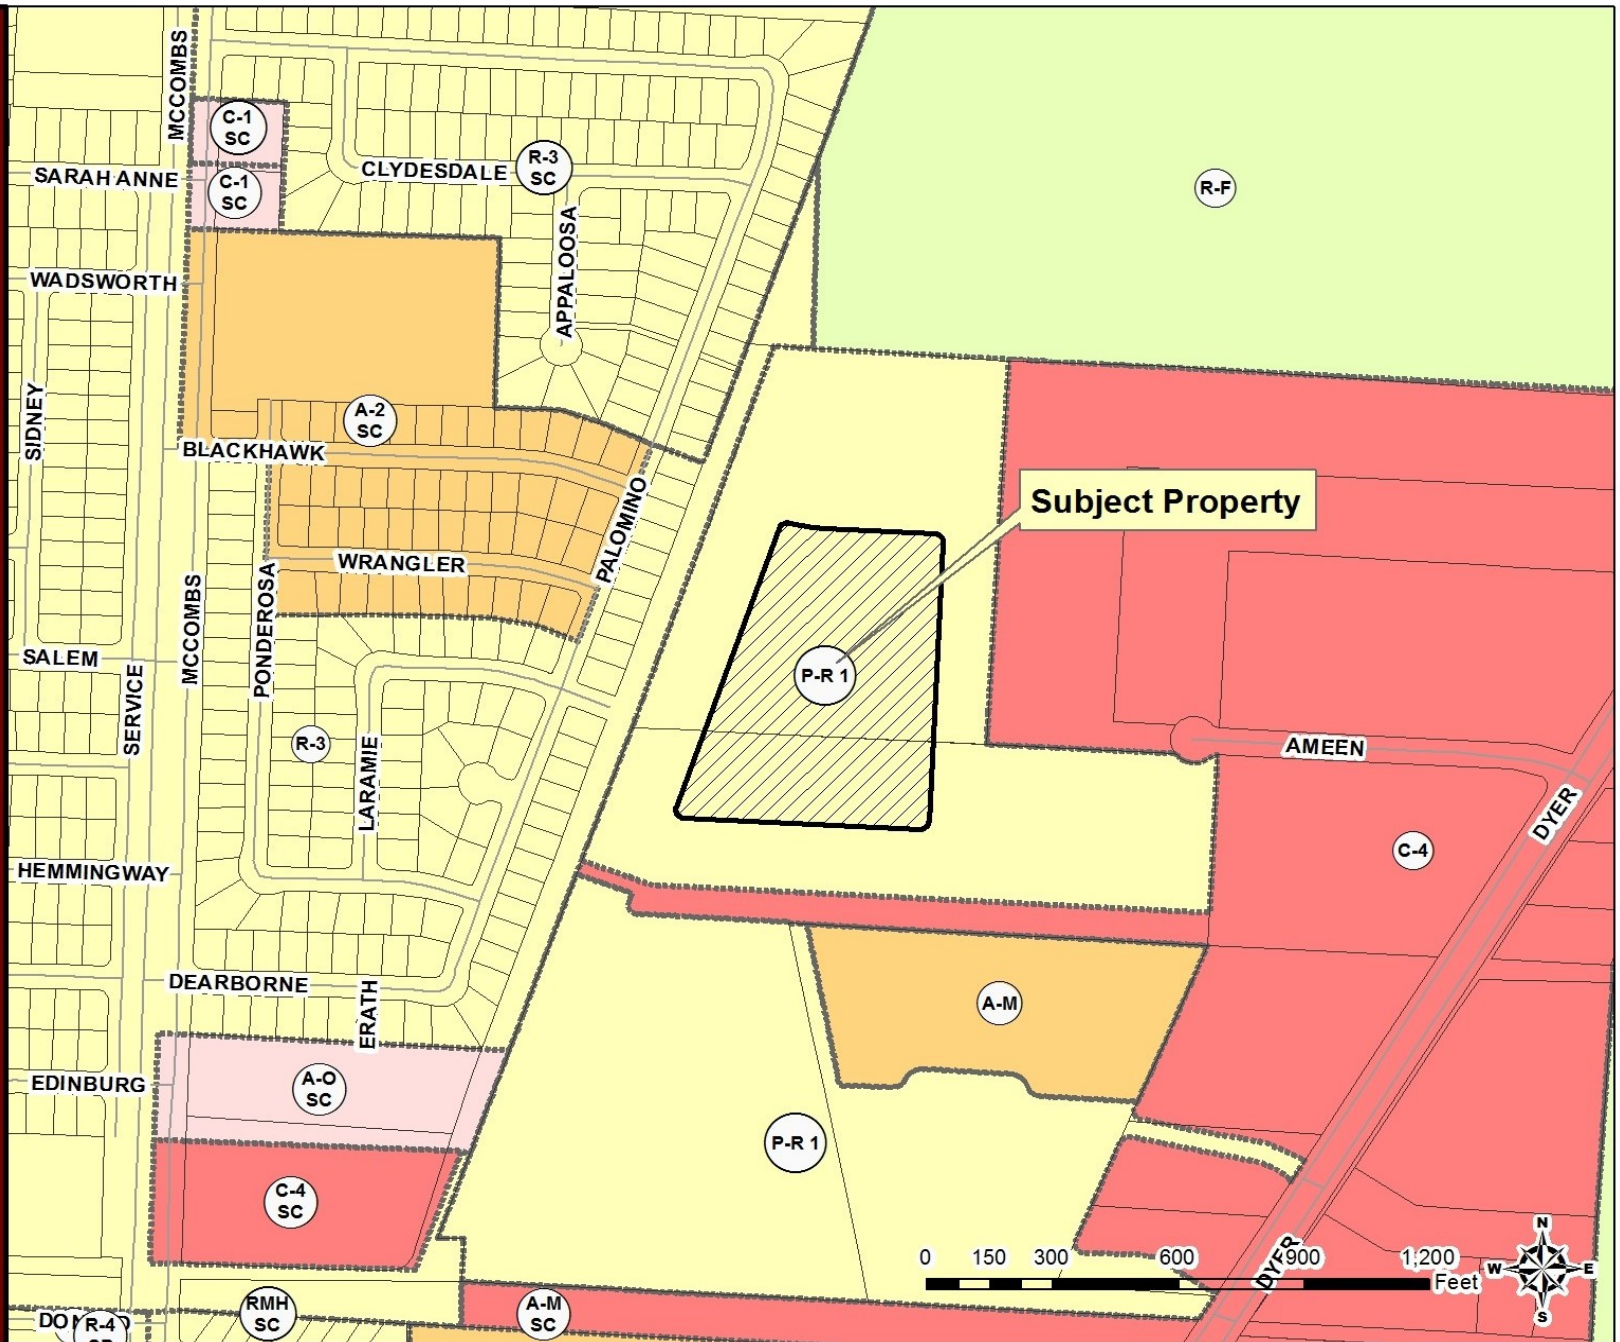 MCCOMBS
C-1
SC
SARAH ANNE
C-1
SC
CLYDESDALE
R-3
SC
R-F
APPALOOSA
WADSWORTH
SIDNEY
A-2
SC
BLACKHAWK
PALOMINO
Subject Property
WRANGLER
MCCOMBS
PONDEROSA
SALEM
SERVICE
P-R 1
R-3
LARAMIE
AMEEN
DYER
C-4
HEMMINGWAY
DEARBORNE
ERATH
A-M
EDINBURG
A-O
SC
P-R 1
C-4
SC
N
W E
S
0 150 300 600 900 1,200
Feet
DYER
RMH
SC
A-M
SC
R-4